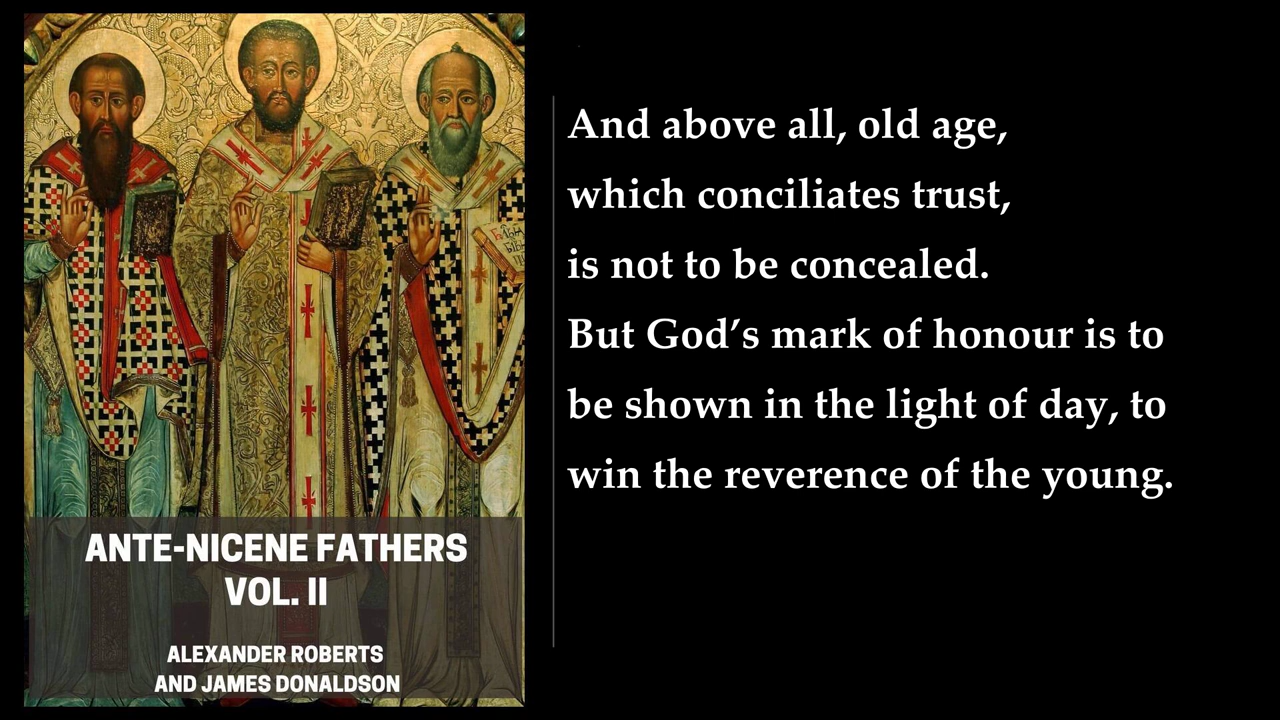 ANTE-NICENE FATHERS
VOL. II
ALEXANDER ROBERTS
AND JAMES DONALDSON
And above all, old age,
which conciliates trust,
is not to be concealed.
But God’s mark of honour is to
be shown in the light of day, to
win the reverence of the young.